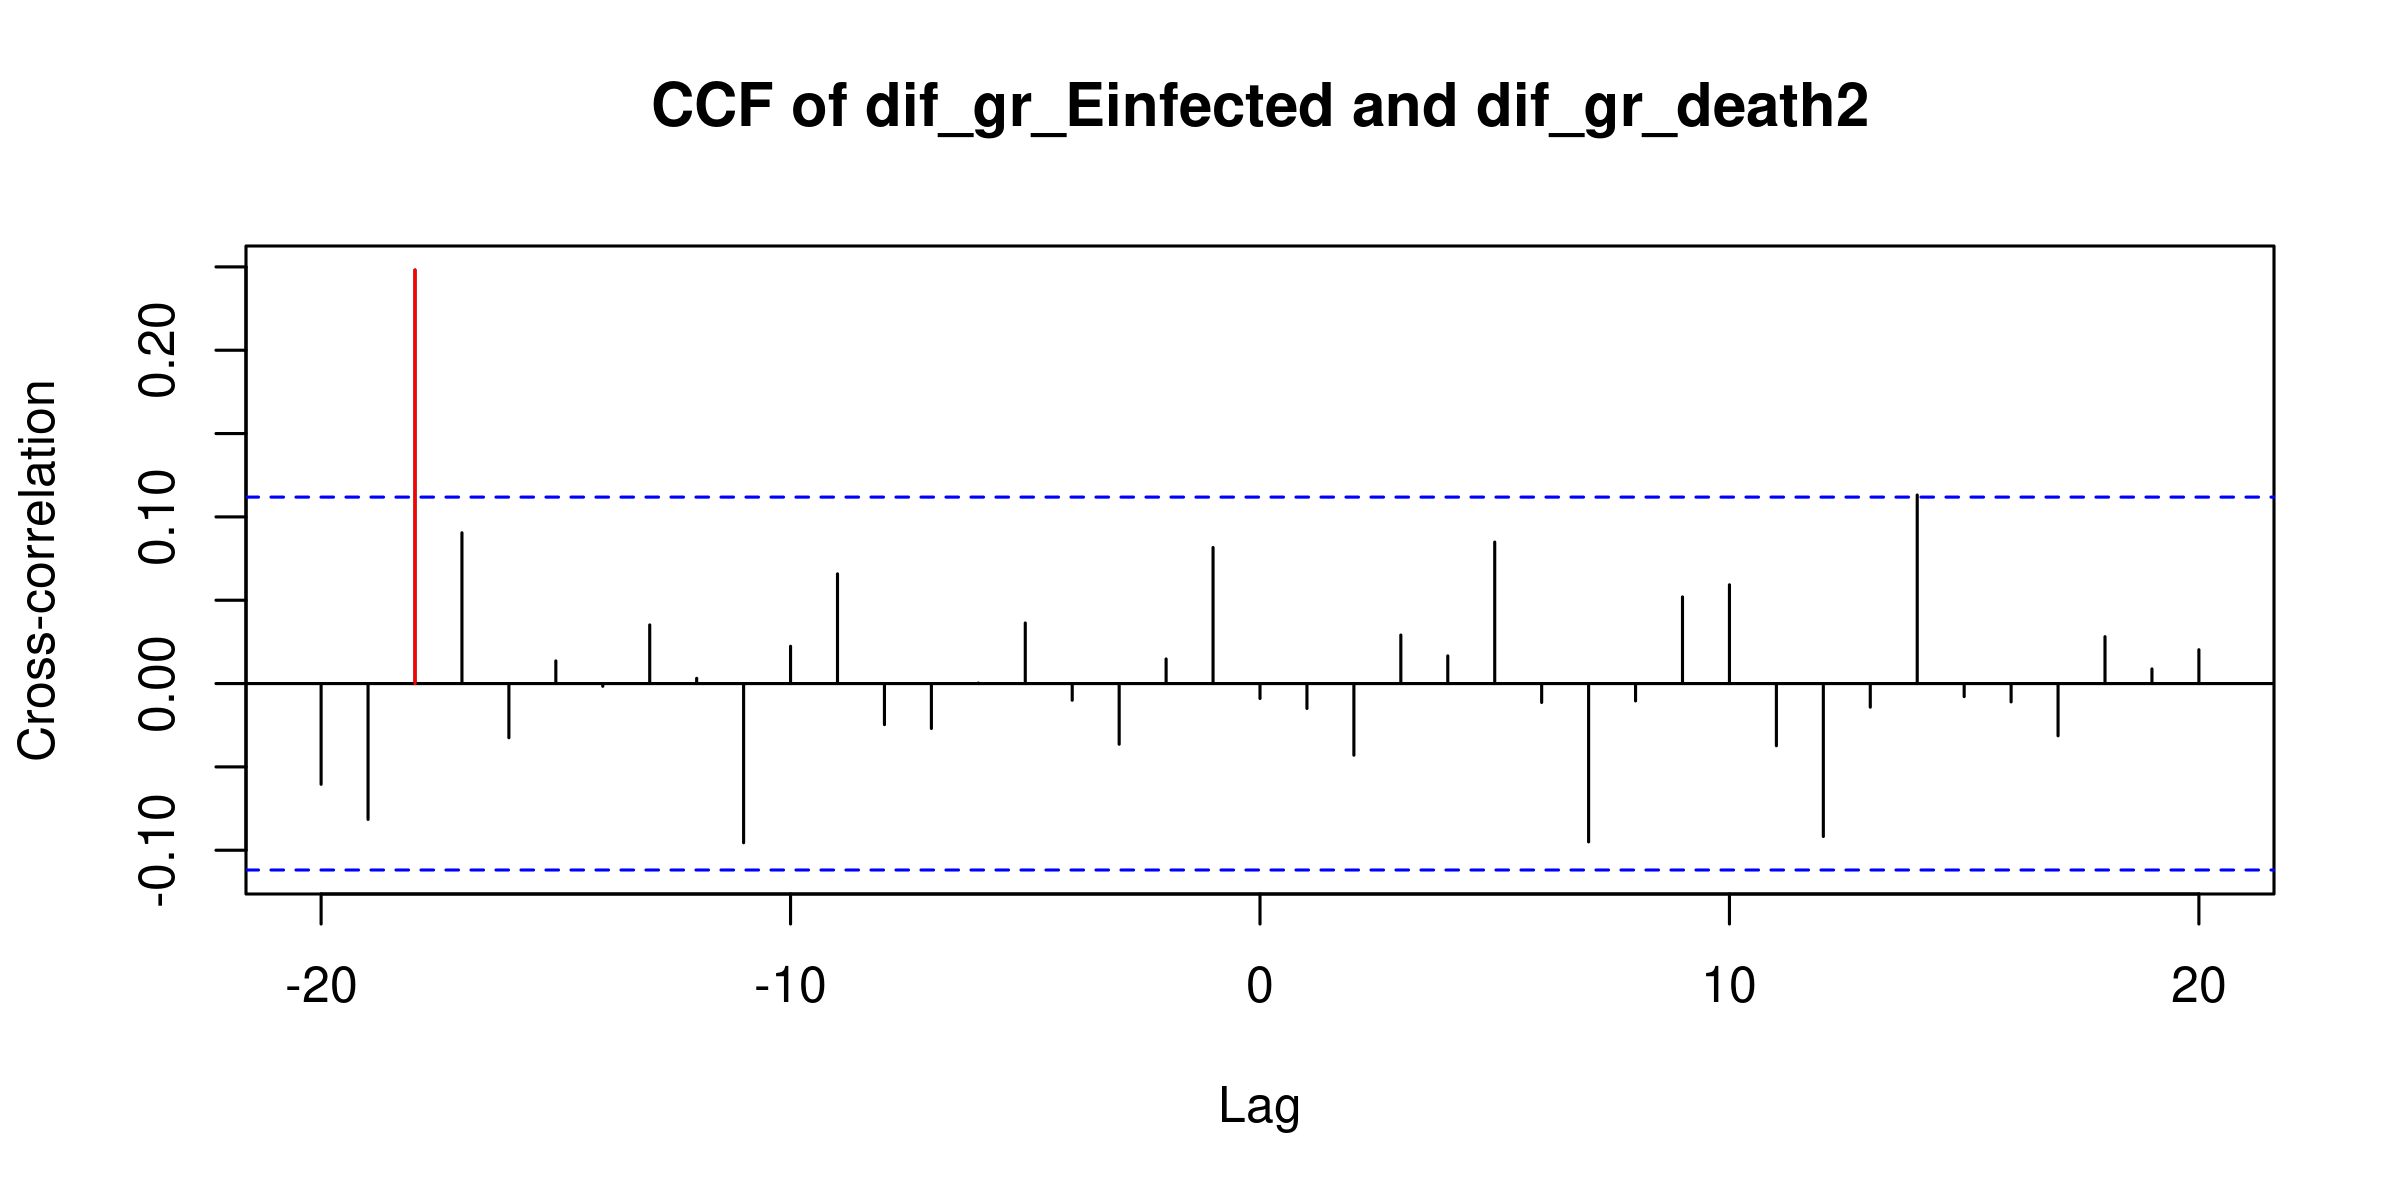 CCF of dif_gr_Einfected and dif_gr_death2
Cross-correlation
0.20
0.10
0.00
-0.10
-20 -10 0 10 20
Lag